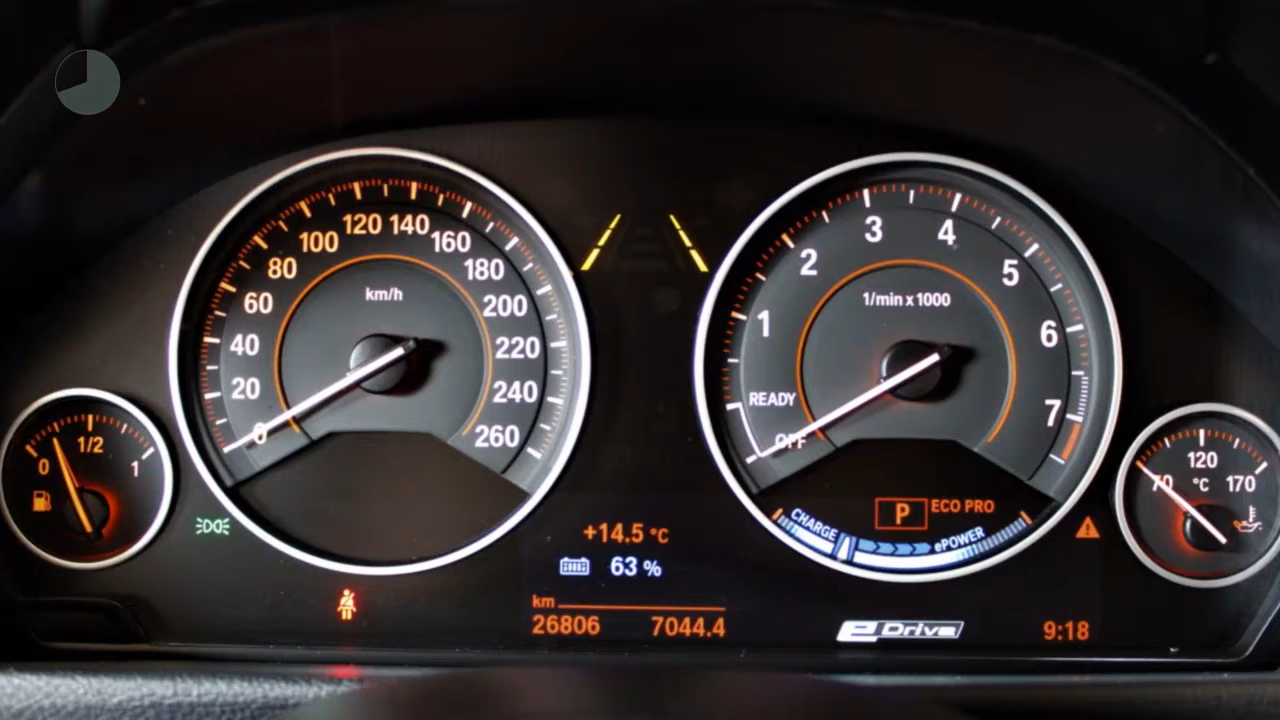 120 140
100 160
80 180
60 200
40 220
20 240
0 260
km/h
3 4
2 5
1 6
7
1/min x 1000
READY
OFF
0 1/2 1
70 120 170
°C
P ECO PRO
CHARGE ePOWER
+14.5 °C
63 %
km
26806 7044.4
eDrive
9:18